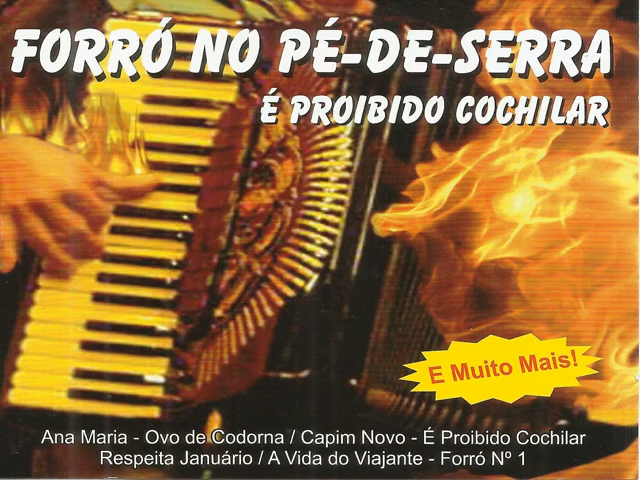 FORRÓ NO PÉ-DE-SERRA
É PROIBIDO COCHILAR
E Muito Mais!
Ana Maria - Ovo de Codorna / Capim Novo - É Proibido Cochilar
Respeita Januário / A Vida do Viajante - Forró Nº 1